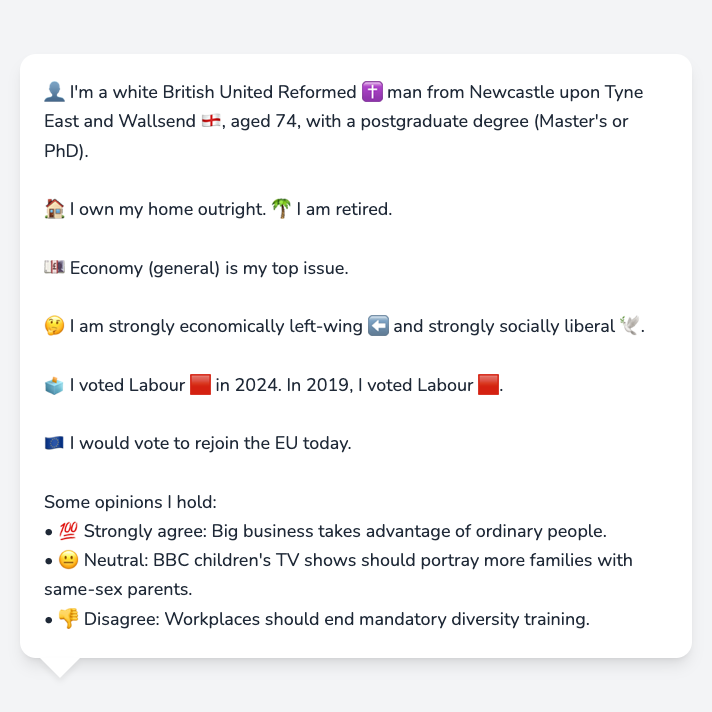 👤 I'm a white British United Reformed ✝️ man from Newcastle upon Tyne
East and Wallsend 🏴󠁧󠁢󠁥󠁮󠁧󠁿, aged 74, with a postgraduate degree (Master's or
PhD).
🏠 I own my home outright. 🌴 I am retired.
💷 Economy (general) is my top issue.
🤔 I am strongly economically left-wing ⬅️ and strongly socially liberal 🕊️.
🗳️ I voted Labour 🟥 in 2024. In 2019, I voted Labour 🟥.
🇪🇺 I would vote to rejoin the EU today.
Some opinions I hold:
• 💯 Strongly agree: Big business takes advantage of ordinary people.
• 😐 Neutral: BBC children's TV shows should portray more families with
same-sex parents.
• 👎 Disagree: Workplaces should end mandatory diversity training.